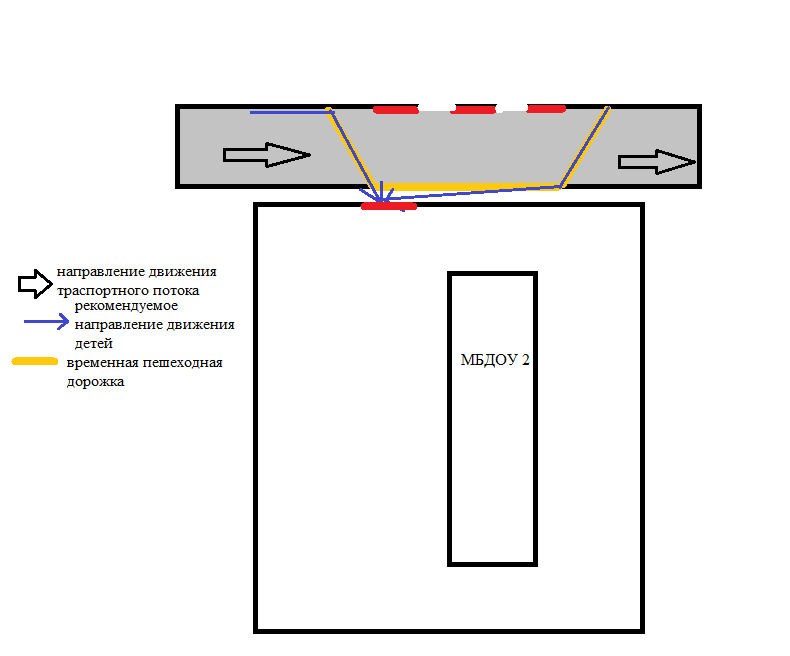 направление движения
траспортного потока
рекомендуемое
направление движения
детей
временная пешеходная
дорожка
МБДОУ 2